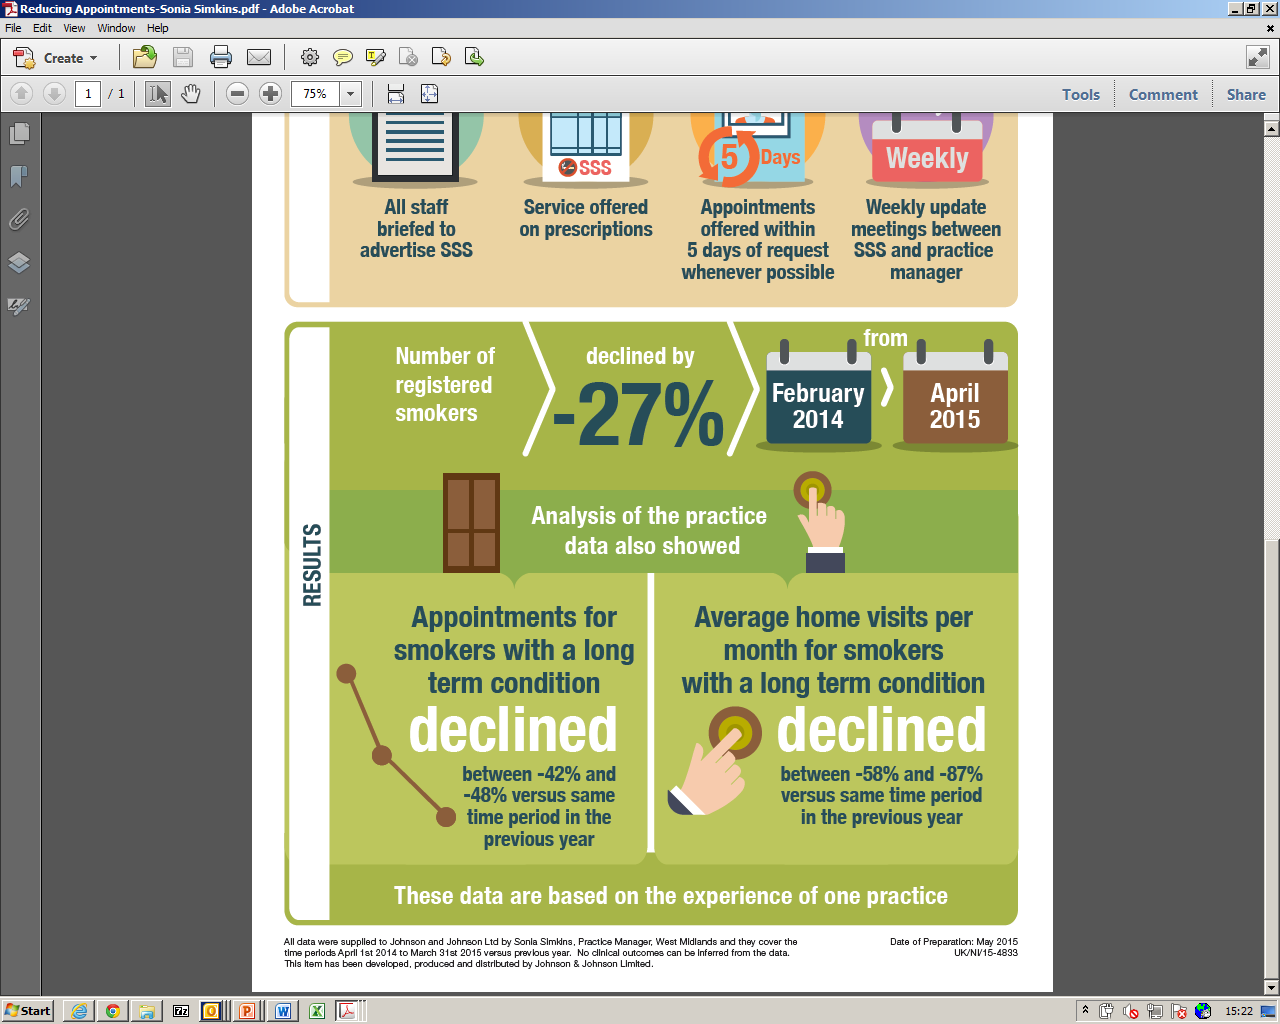 Reducing Appointments-Sonia Simkins.pdf - Adobe Acrobat
File Edit View Window Help
Create
1 / 1 75% Tools Comment Share
SSS
5 Days
Weekly
All staff
briefed to
advertise SSS
Service offered
on prescriptions
Appointments
offered within
5 days of request
whenever possible
Weekly update
meetings between
SSS and practice
manager
RESULTS
Number of
registered
smokers
declined by
-27%
from
February
2014
April
2015
Analysis of the practice
data also showed
Appointments for
smokers with a long
term condition
declined
between -42% and
-48% versus same
time period in the
previous year
Average home visits per
month for smokers
with a long term condition
declined
between -58% and -87%
versus same time period
in the previous year
These data are based on the experience of one practice
All data were supplied to Johnson and Johnson Ltd by Sonia Simkins, Practice Manager, West Midlands and they cover the
time periods April 1st 2014 to March 31st 2015 versus previous year. No clinical outcomes can be inferred from the data.
This item has been developed, produced and distributed by Johnson & Johnson Limited.
Date of Preparation: May 2015
UK/NI/15-4833
Start
15:22